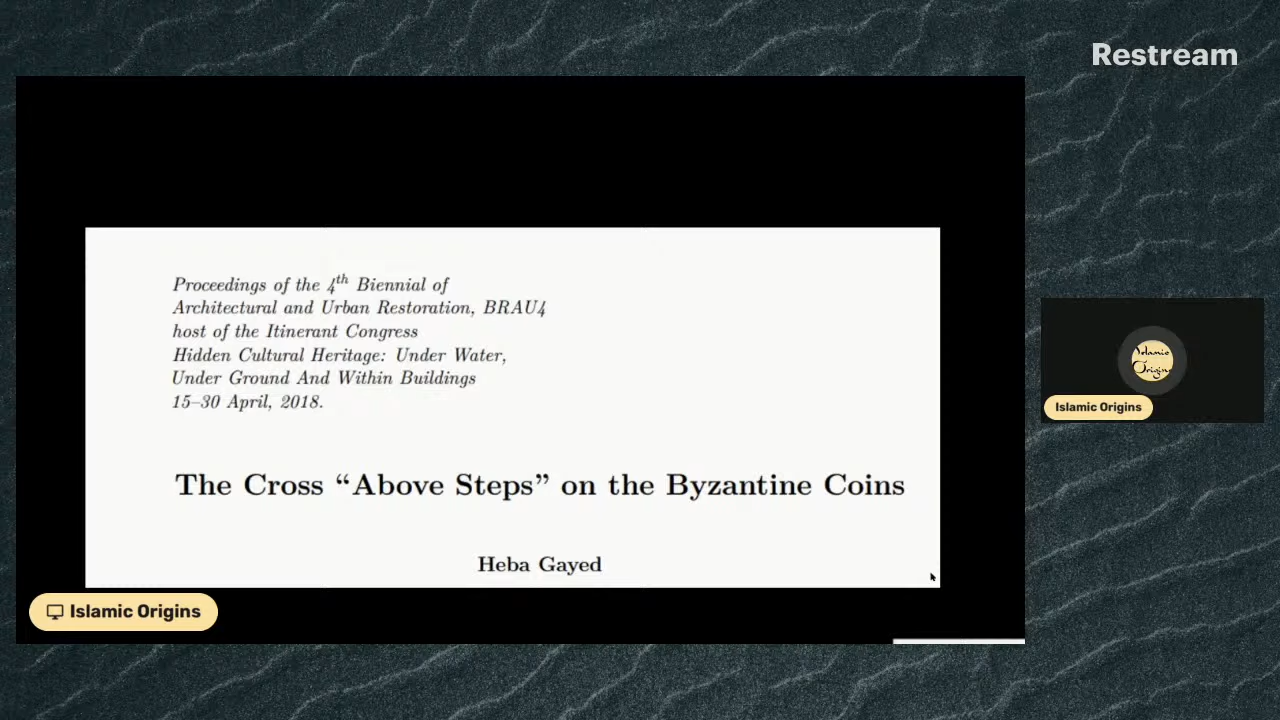 Restream
Proceedings of the 4th Biennial of
Architectural and Urban Restoration, BRAU4
host of the Itinerant Congress
Hidden Cultural Heritage: Under Water,
Under Ground And Within Buildings
15–30 April, 2018.
The Cross “Above Steps” on the Byzantine Coins
Heba Gayed
Islamic Origins
Islamic
Origins
Islamic Origins